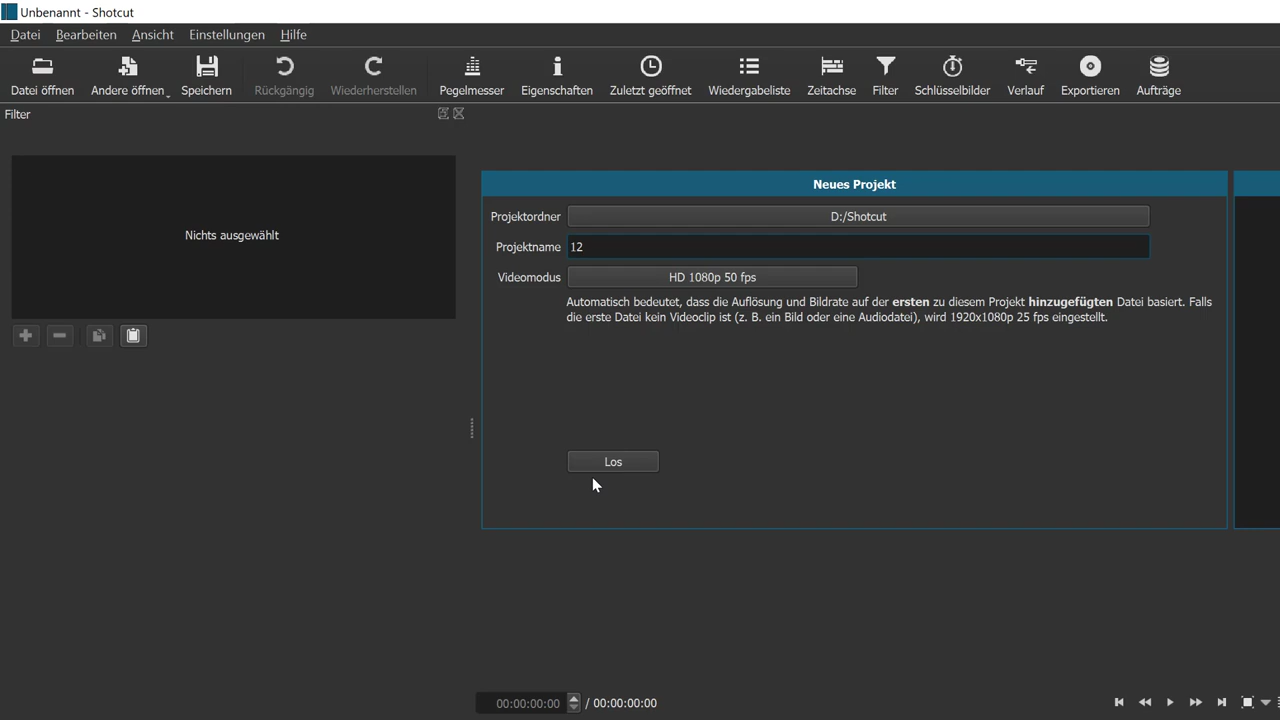 Unbenannt - Shotcut
Datei Bearbeiten Ansicht Einstellungen Hilfe
Datei öffnen Andere öffnen Speichern Rückgängig Wiederherstellen Pegelmesser Eigenschaften Zuletzt geöffnet Wiedergabeliste Zeitachse Filter Schlüsselbilder Verlauf Exportieren Aufträge
Filter
Nichts ausgewählt
Neues Projekt
Projektordner D:/Shotcut
Projektname 12
Videomodus HD 1080p 50 fps
Automatisch bedeutet, dass die Auflösung und Bildrate auf der ersten zu diesem Projekt hinzugefügten Datei basiert. Falls
die erste Datei kein Videoclip ist (z. B. ein Bild oder eine Audiodatei), wird 1920x1080p 25 fps eingestellt.
Los
00:00:00:00 / 00:00:00:00